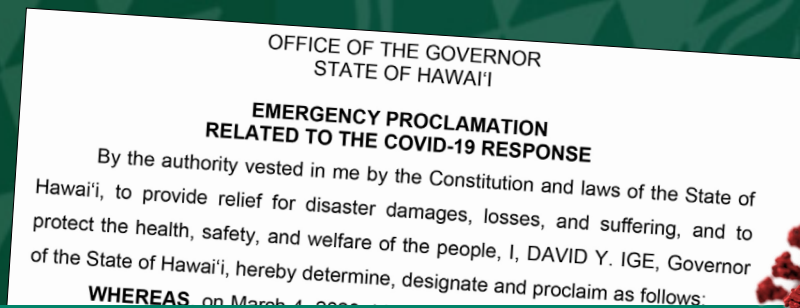 OFFICE OF THE GOVERNOR
STATE OF HAWAIʻI
EMERGENCY PROCLAMATION
RELATED TO THE COVID-19 RESPONSE
By the authority vested in me by the Constitution and laws of the State of
Hawaiʻi, to provide relief for disaster damages, losses, and suffering, and to
protect the health, safety, and welfare of the people, I, DAVID Y. IGE, Governor
of the State of Hawaiʻi, hereby determine, designate and proclaim as follows:
WHEREAS, on March 4, 2020,